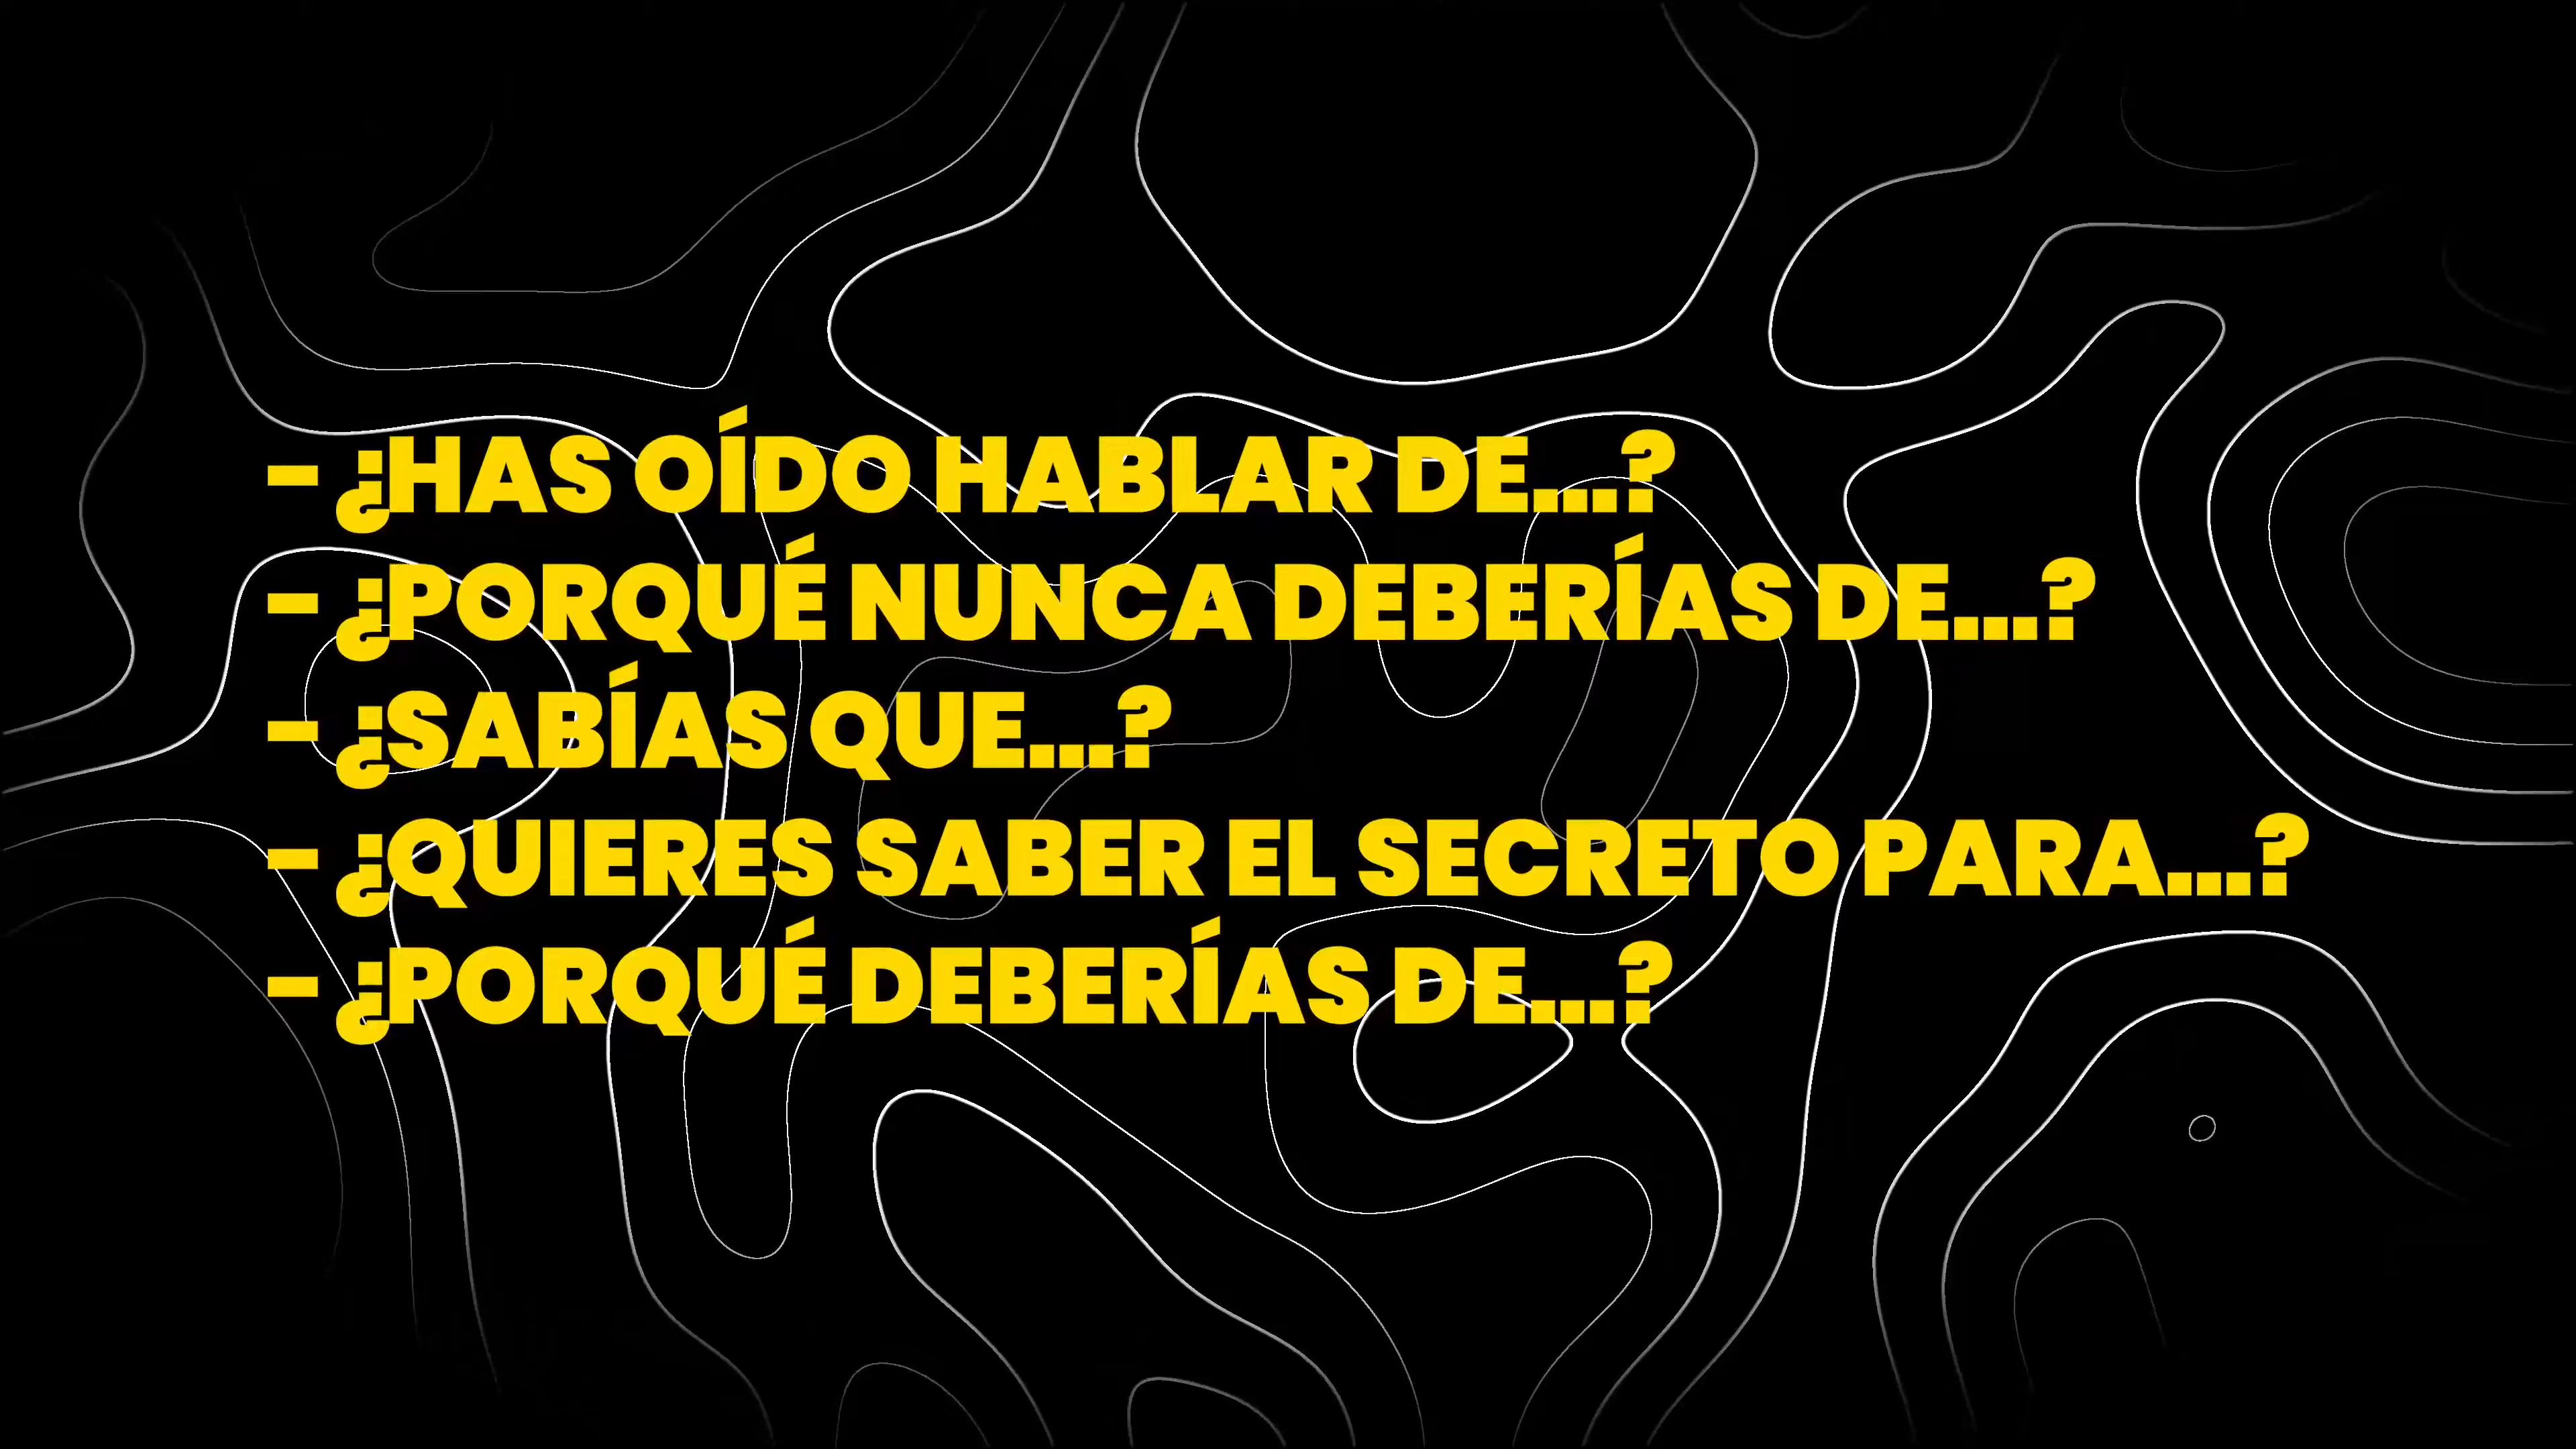 - ¿HAS OÍDO HABLAR DE...?
- ¿PORQUÉ NUNCA DEBERÍAS DE...?
- ¿SABÍAS QUE...?
- ¿QUIERES SABER EL SECRETO PARA...?
- ¿PORQUÉ DEBERÍAS DE...?